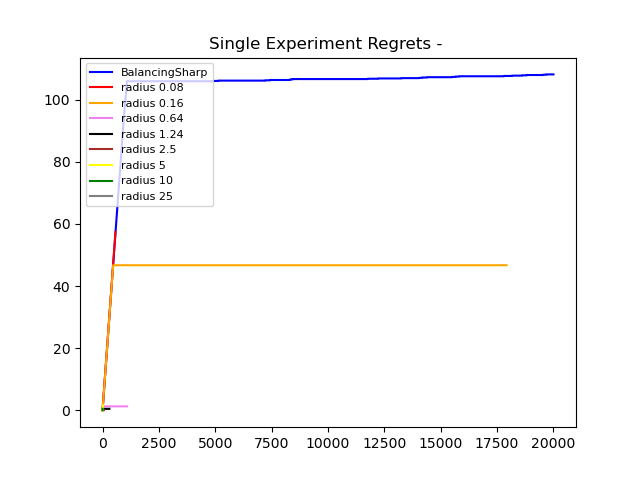 Single Experiment Regrets -
BalancingSharp
radius 0.08
radius 0.16
radius 0.64
radius 1.24
radius 2.5
radius 5
radius 10
radius 25
100
80
60
40
20
0
0 2500 5000 7500 10000 12500 15000 17500 20000